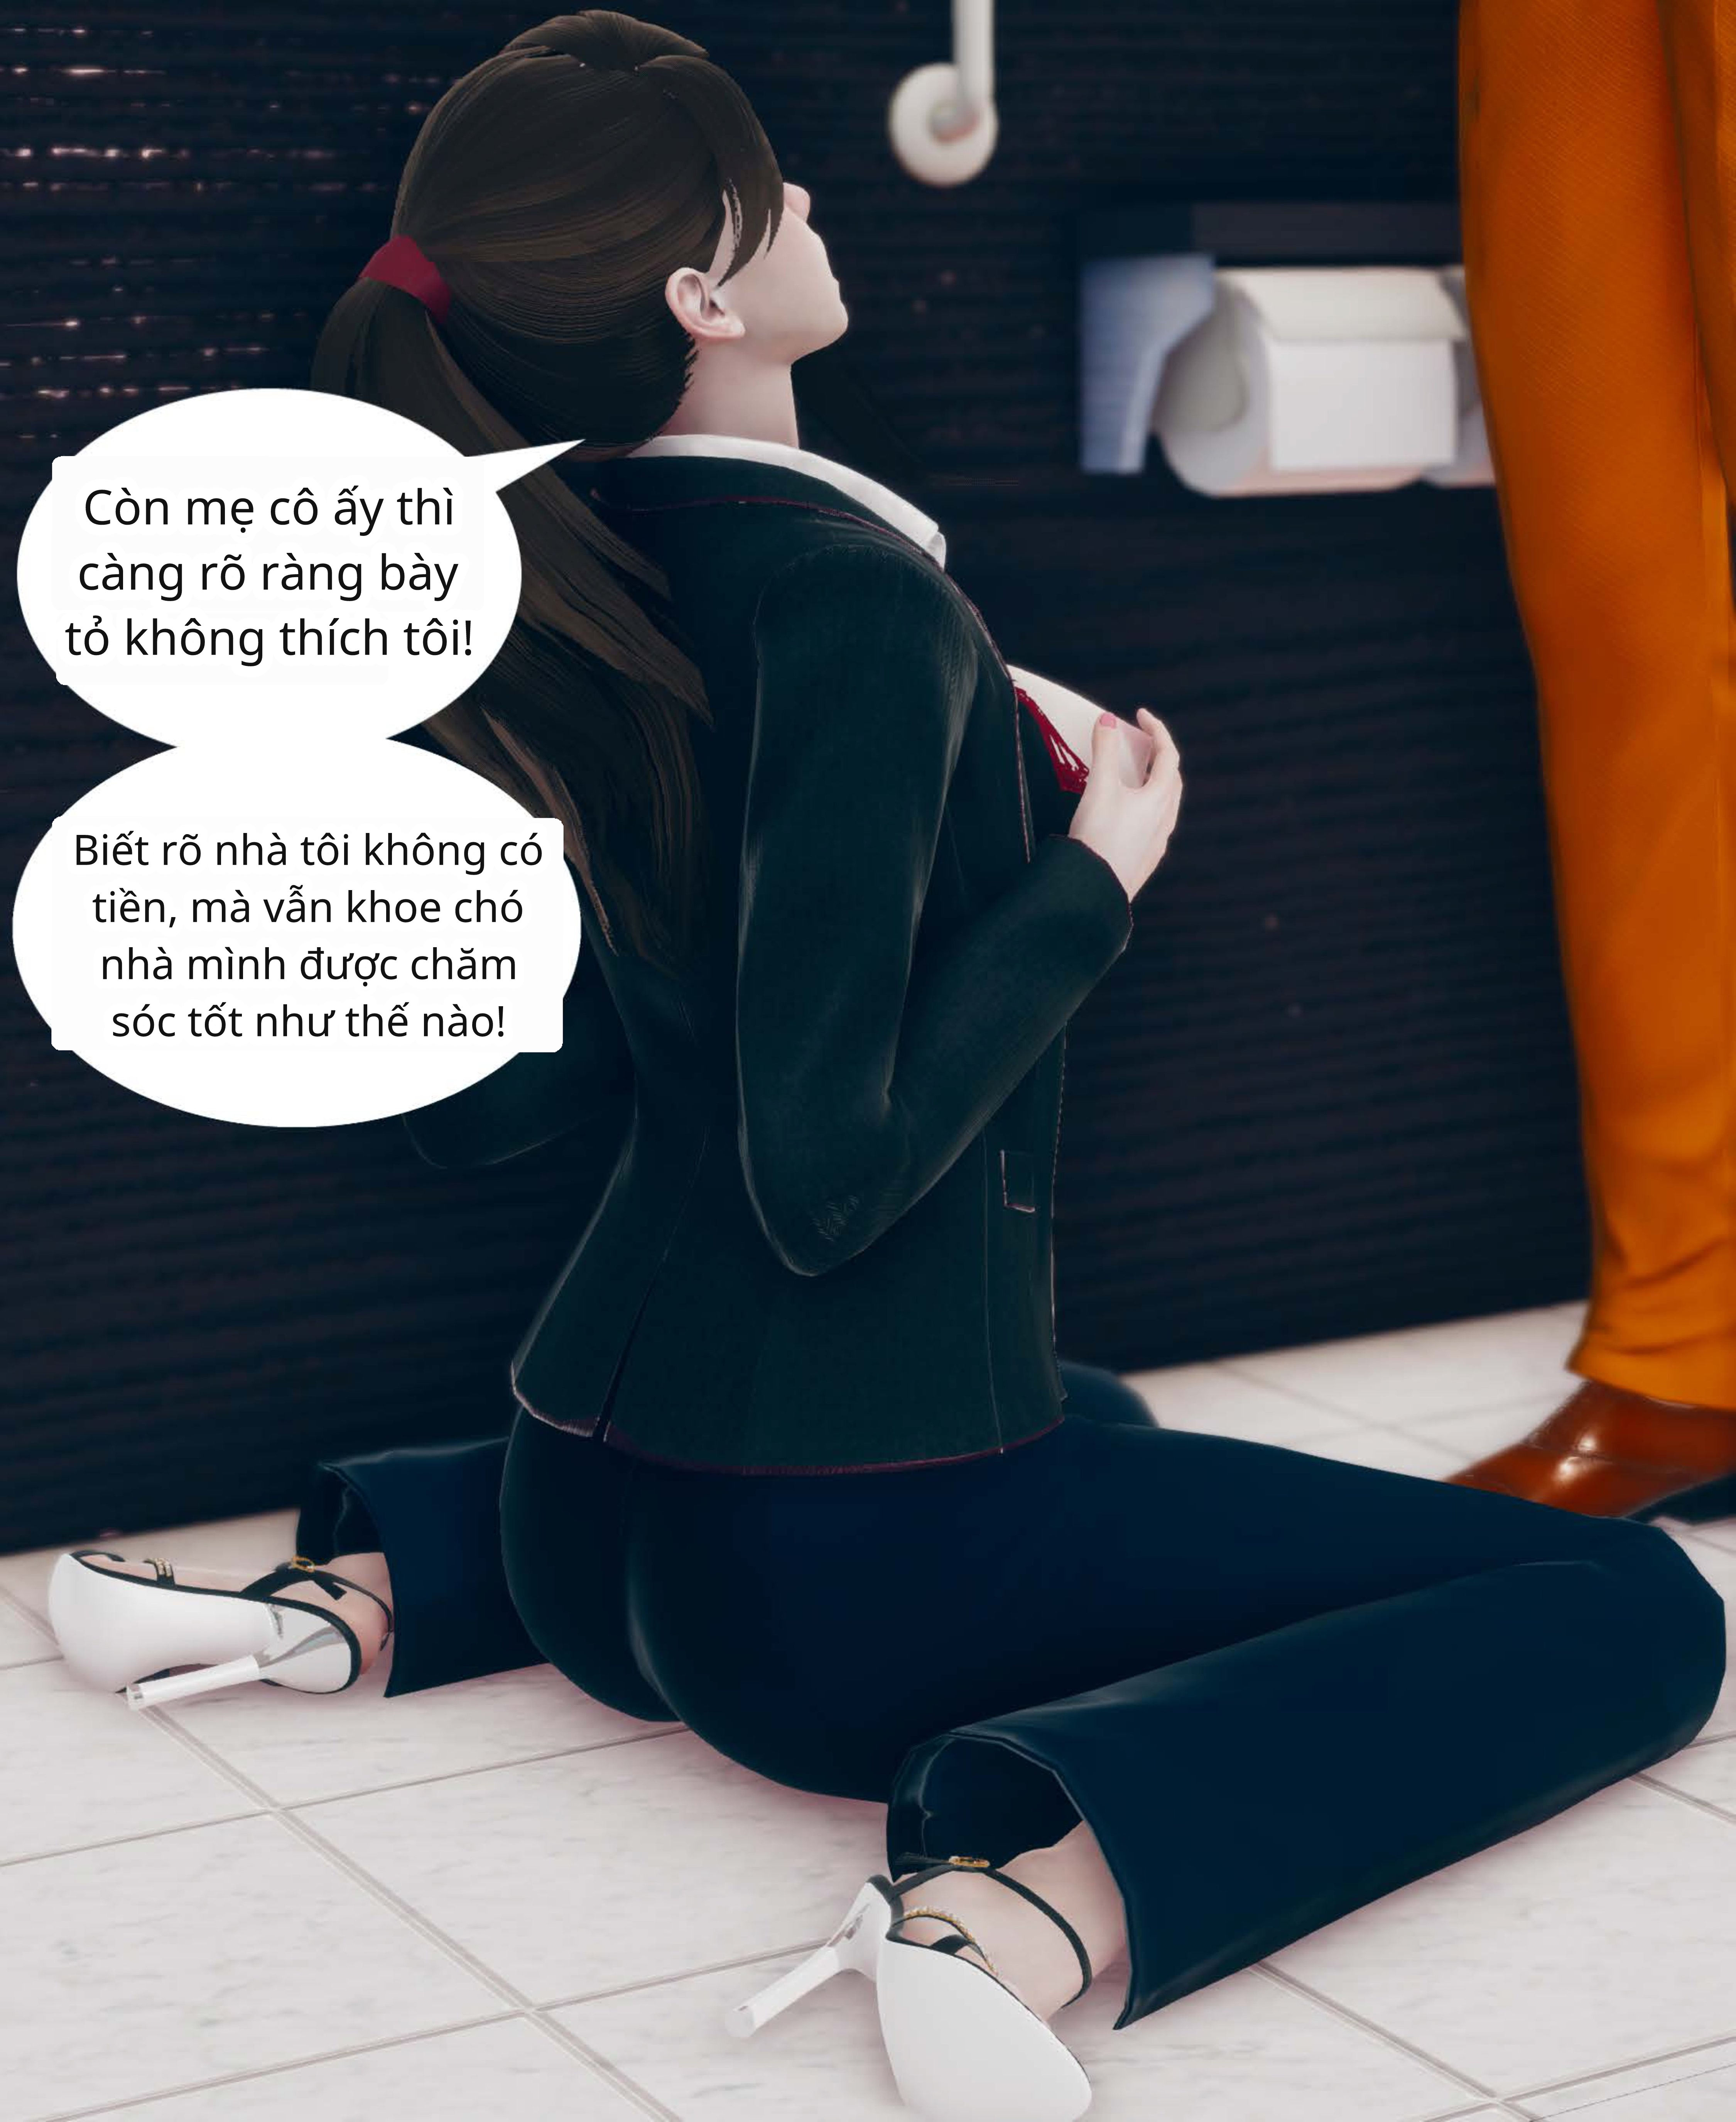 Còn mẹ cô ấy thì
càng rõ ràng bày
tỏ không thích tôi!
Biết rõ nhà tôi không có
tiền, mà vẫn khoe chó
nhà mình được chăm
sóc tốt như thế nào!